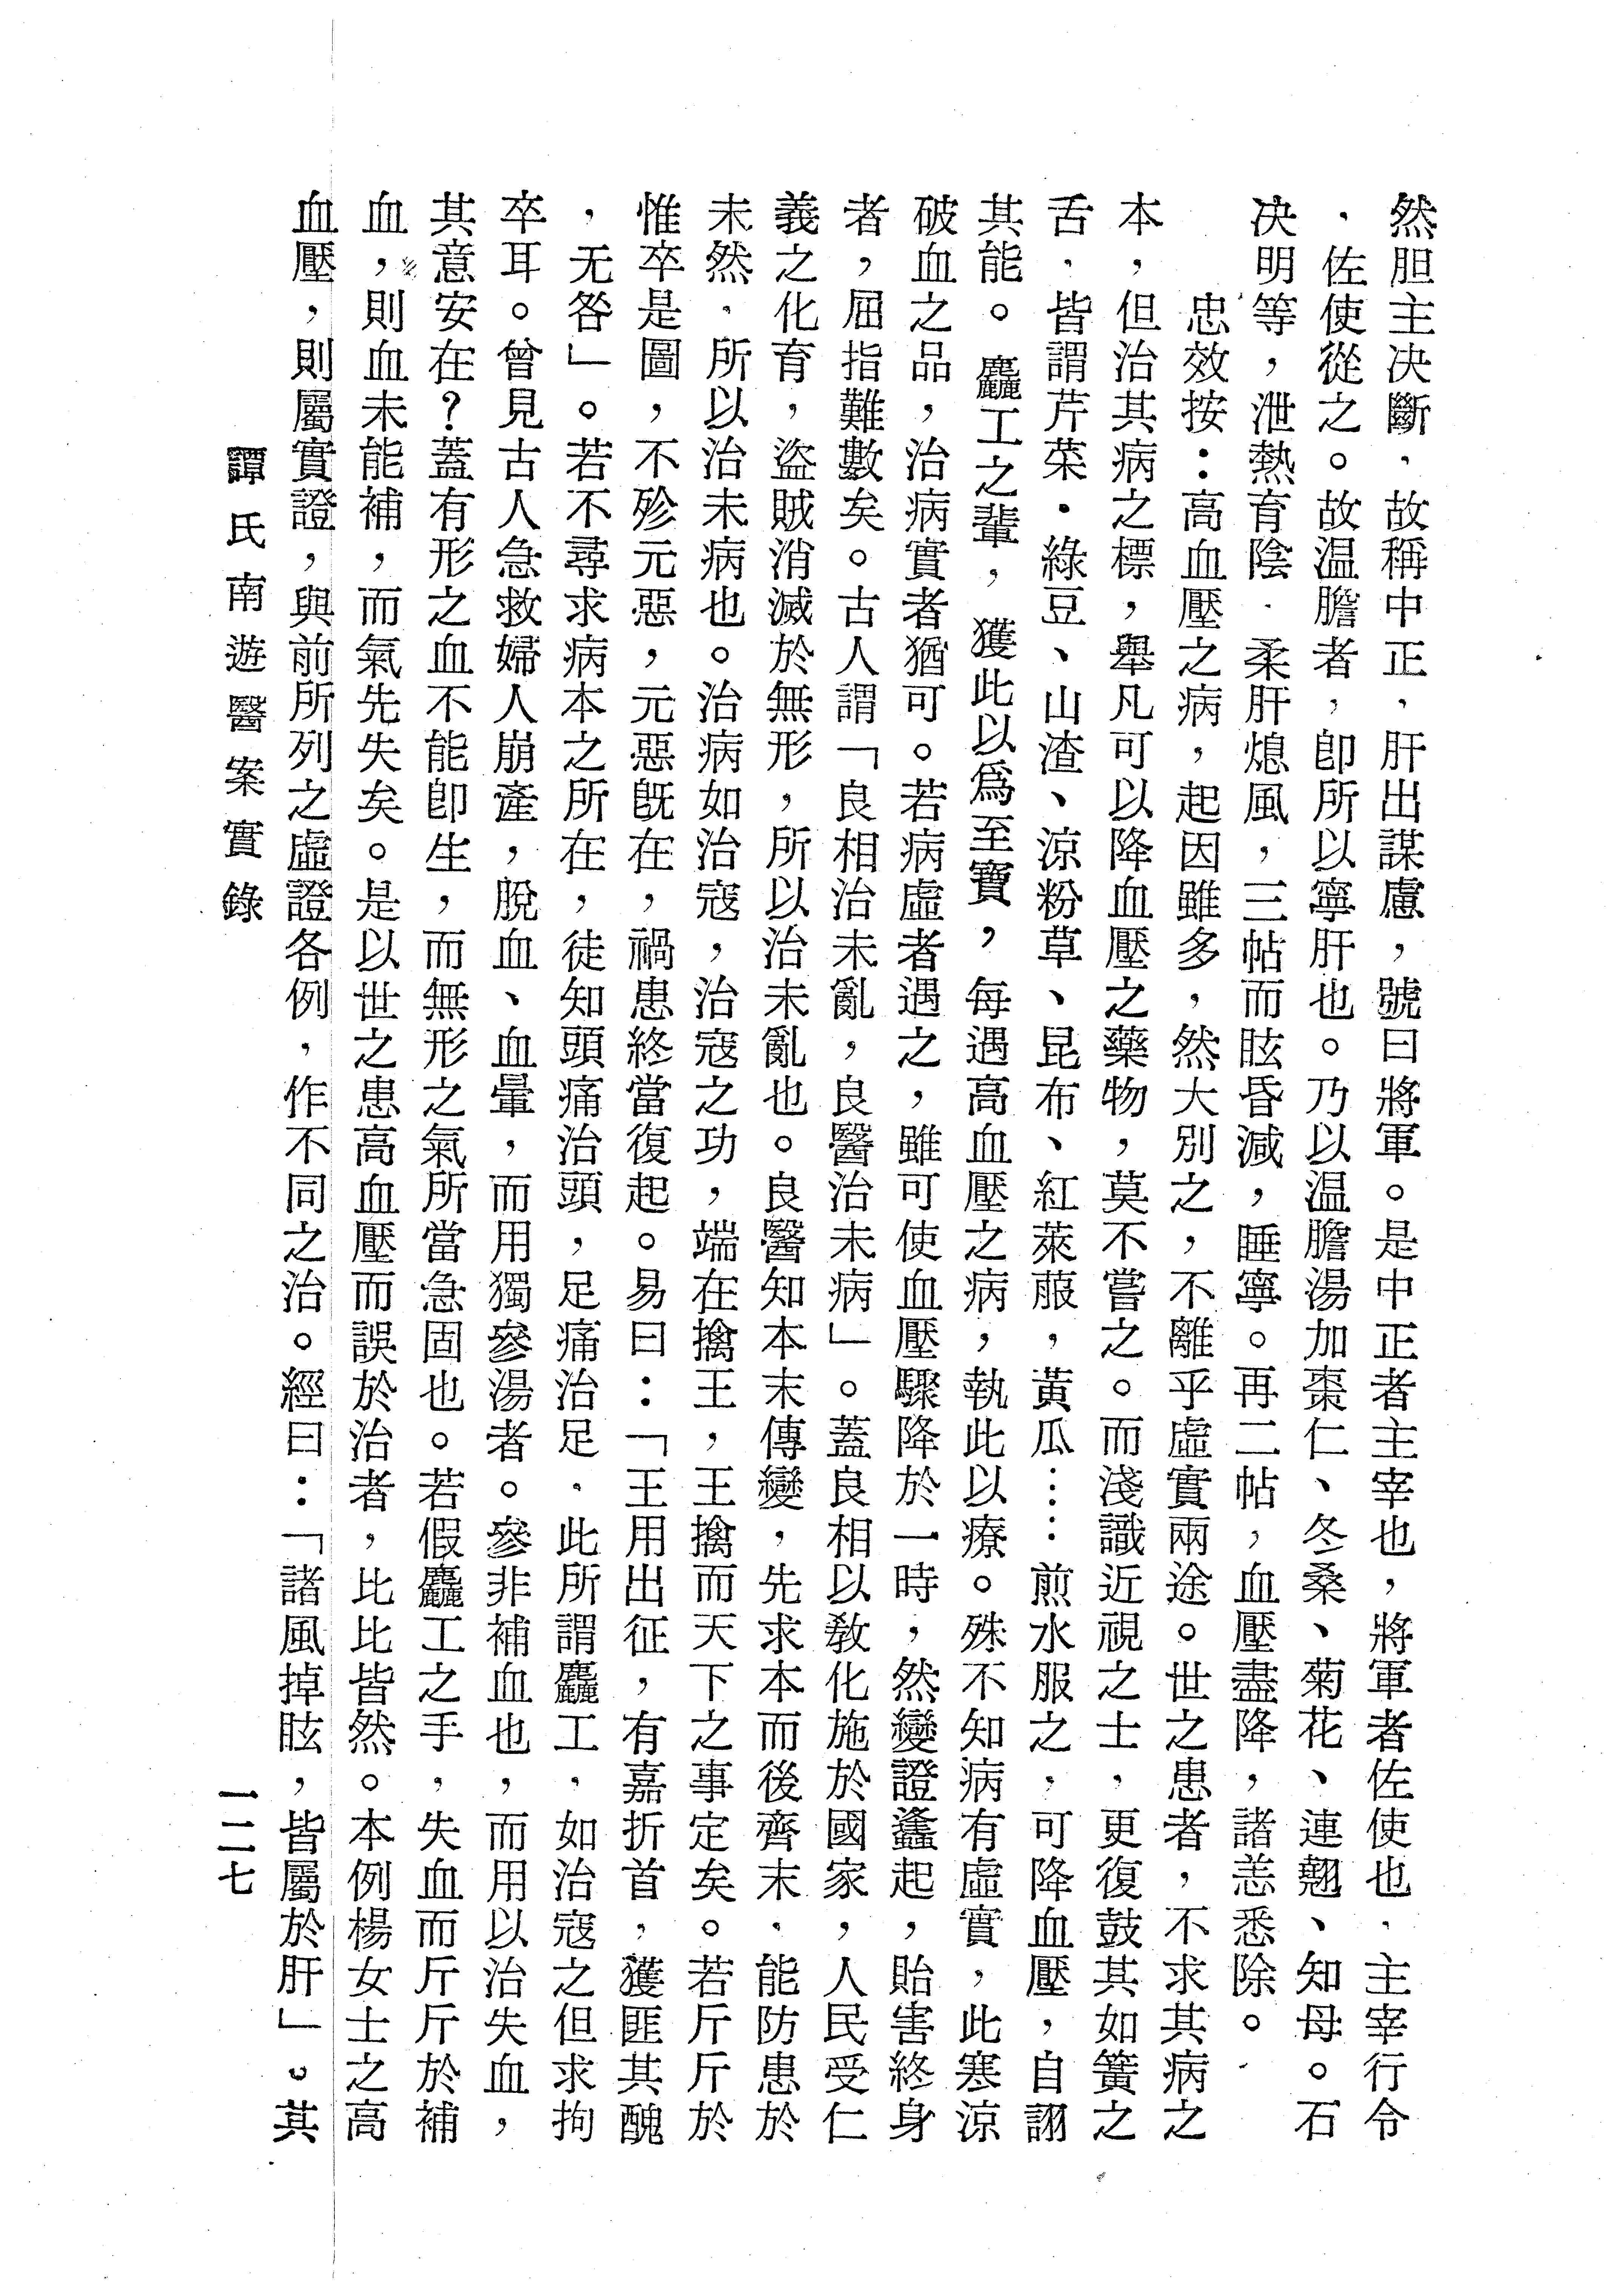 然胆主决斷，故稱中正，肝出謀慮，號曰將軍。是中正者主宰也，將軍者佐使也，主宰行令
，佐使從之。故温膽者，卽所以寧肝也。乃以温膽湯加棗仁、冬桑、菊花、連翹、知母。石
决明等，泄熱育陰，柔肝熄風，三帖而眩昏減，睡寧。再二帖，血壓盡降，諸恙悉除。
忠效按：高血壓之病，起因雖多，然大別之，不離乎虛實兩途。世之患者，不求其病之
本，但治其病之標，舉凡可以降血壓之藥物，莫不嘗之。而淺識近視之士，更復鼓其如簧之
舌，皆謂芹菜．綠豆、山渣、涼粉草、昆布、紅萊菔，黃瓜……煎水服之，可降血壓，自詡
其能。麤工之輩，獲此以爲至寶，每遇高血壓之病，執此以療。殊不知病有虛實，此寒涼
破血之品，治病實者猶可。若病虛者遇之，雖可使血壓驟降於一時，然變證蠭起，貽害終身
者，屈指難數矣。古人謂「良相治未亂，良醫治未病」。蓋良相以敎化施於國家，人民受仁
義之化育，盜賊消滅於無形，所以治未亂也。良醫知本末傳變，先求本而後齊末，能防患於
未然，所以治未病也。治病如治寇，治寇之功，端在擒王，王擒而天下之事定矣。若斤斤於
惟卒是圖，不殄元惡，元惡旣在，禍患終當復起。易曰：「王用出征，有嘉折首，獲匪其醜
，无咎」。若不尋求病本之所在，徒知頭痛治頭，足痛治足，此所謂麤工，如治寇之但求拘
卒耳。曾見古人急救婦人崩產，脫血、血暈，而用獨參湯者。參非補血也，而用以治失血，
其意安在？蓋有形之血不能卽生，而無形之氣所當急固也。若假麤工之手，失血而斤斤於補
血，則血未能補，而氣先失矣。是以世之患高血壓而誤於治者，比比皆然。本例楊女士之高
血壓，則屬實證，與前所列之虛證各例，作不同之治。經曰：「諸風掉眩，皆屬於肝」。其
譚氏南遊醫案實錄
一二七